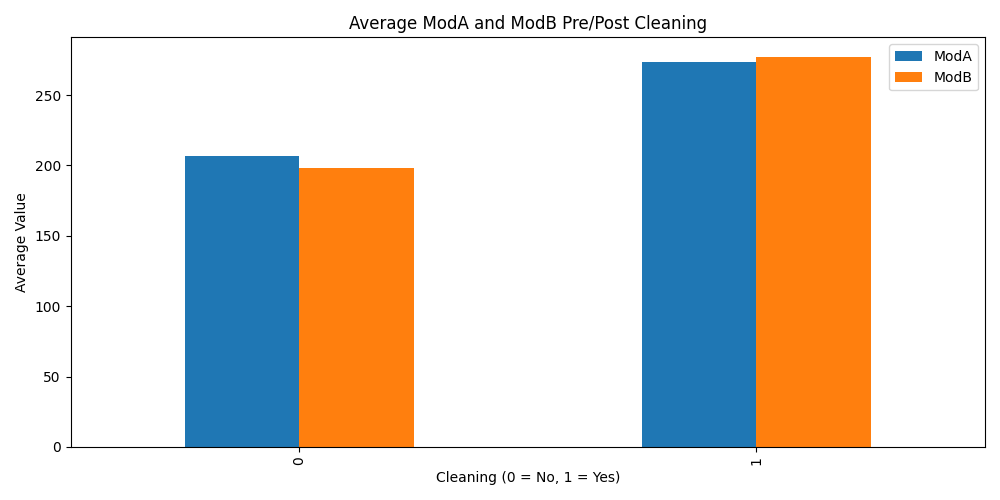 Average ModA and ModB Pre/Post Cleaning
ModA
ModB
Average Value
250
200
150
100
50
0
0
1
Cleaning (0 = No, 1 = Yes)